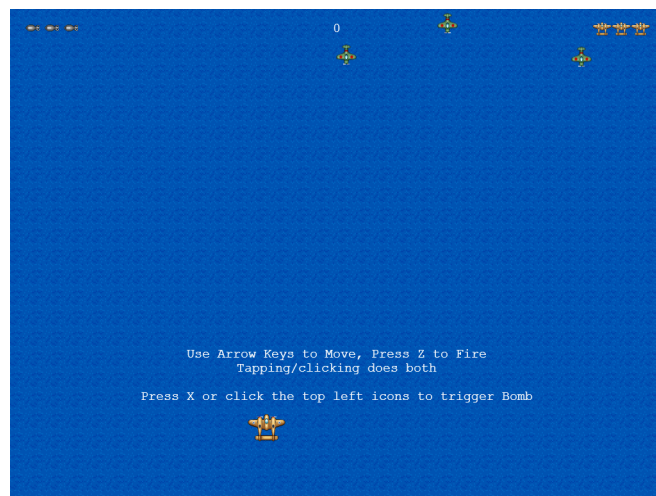 0
Use Arrow Keys to Move, Press Z to Fire
Tapping/clicking does both
Press X or click the top left icons to trigger Bomb